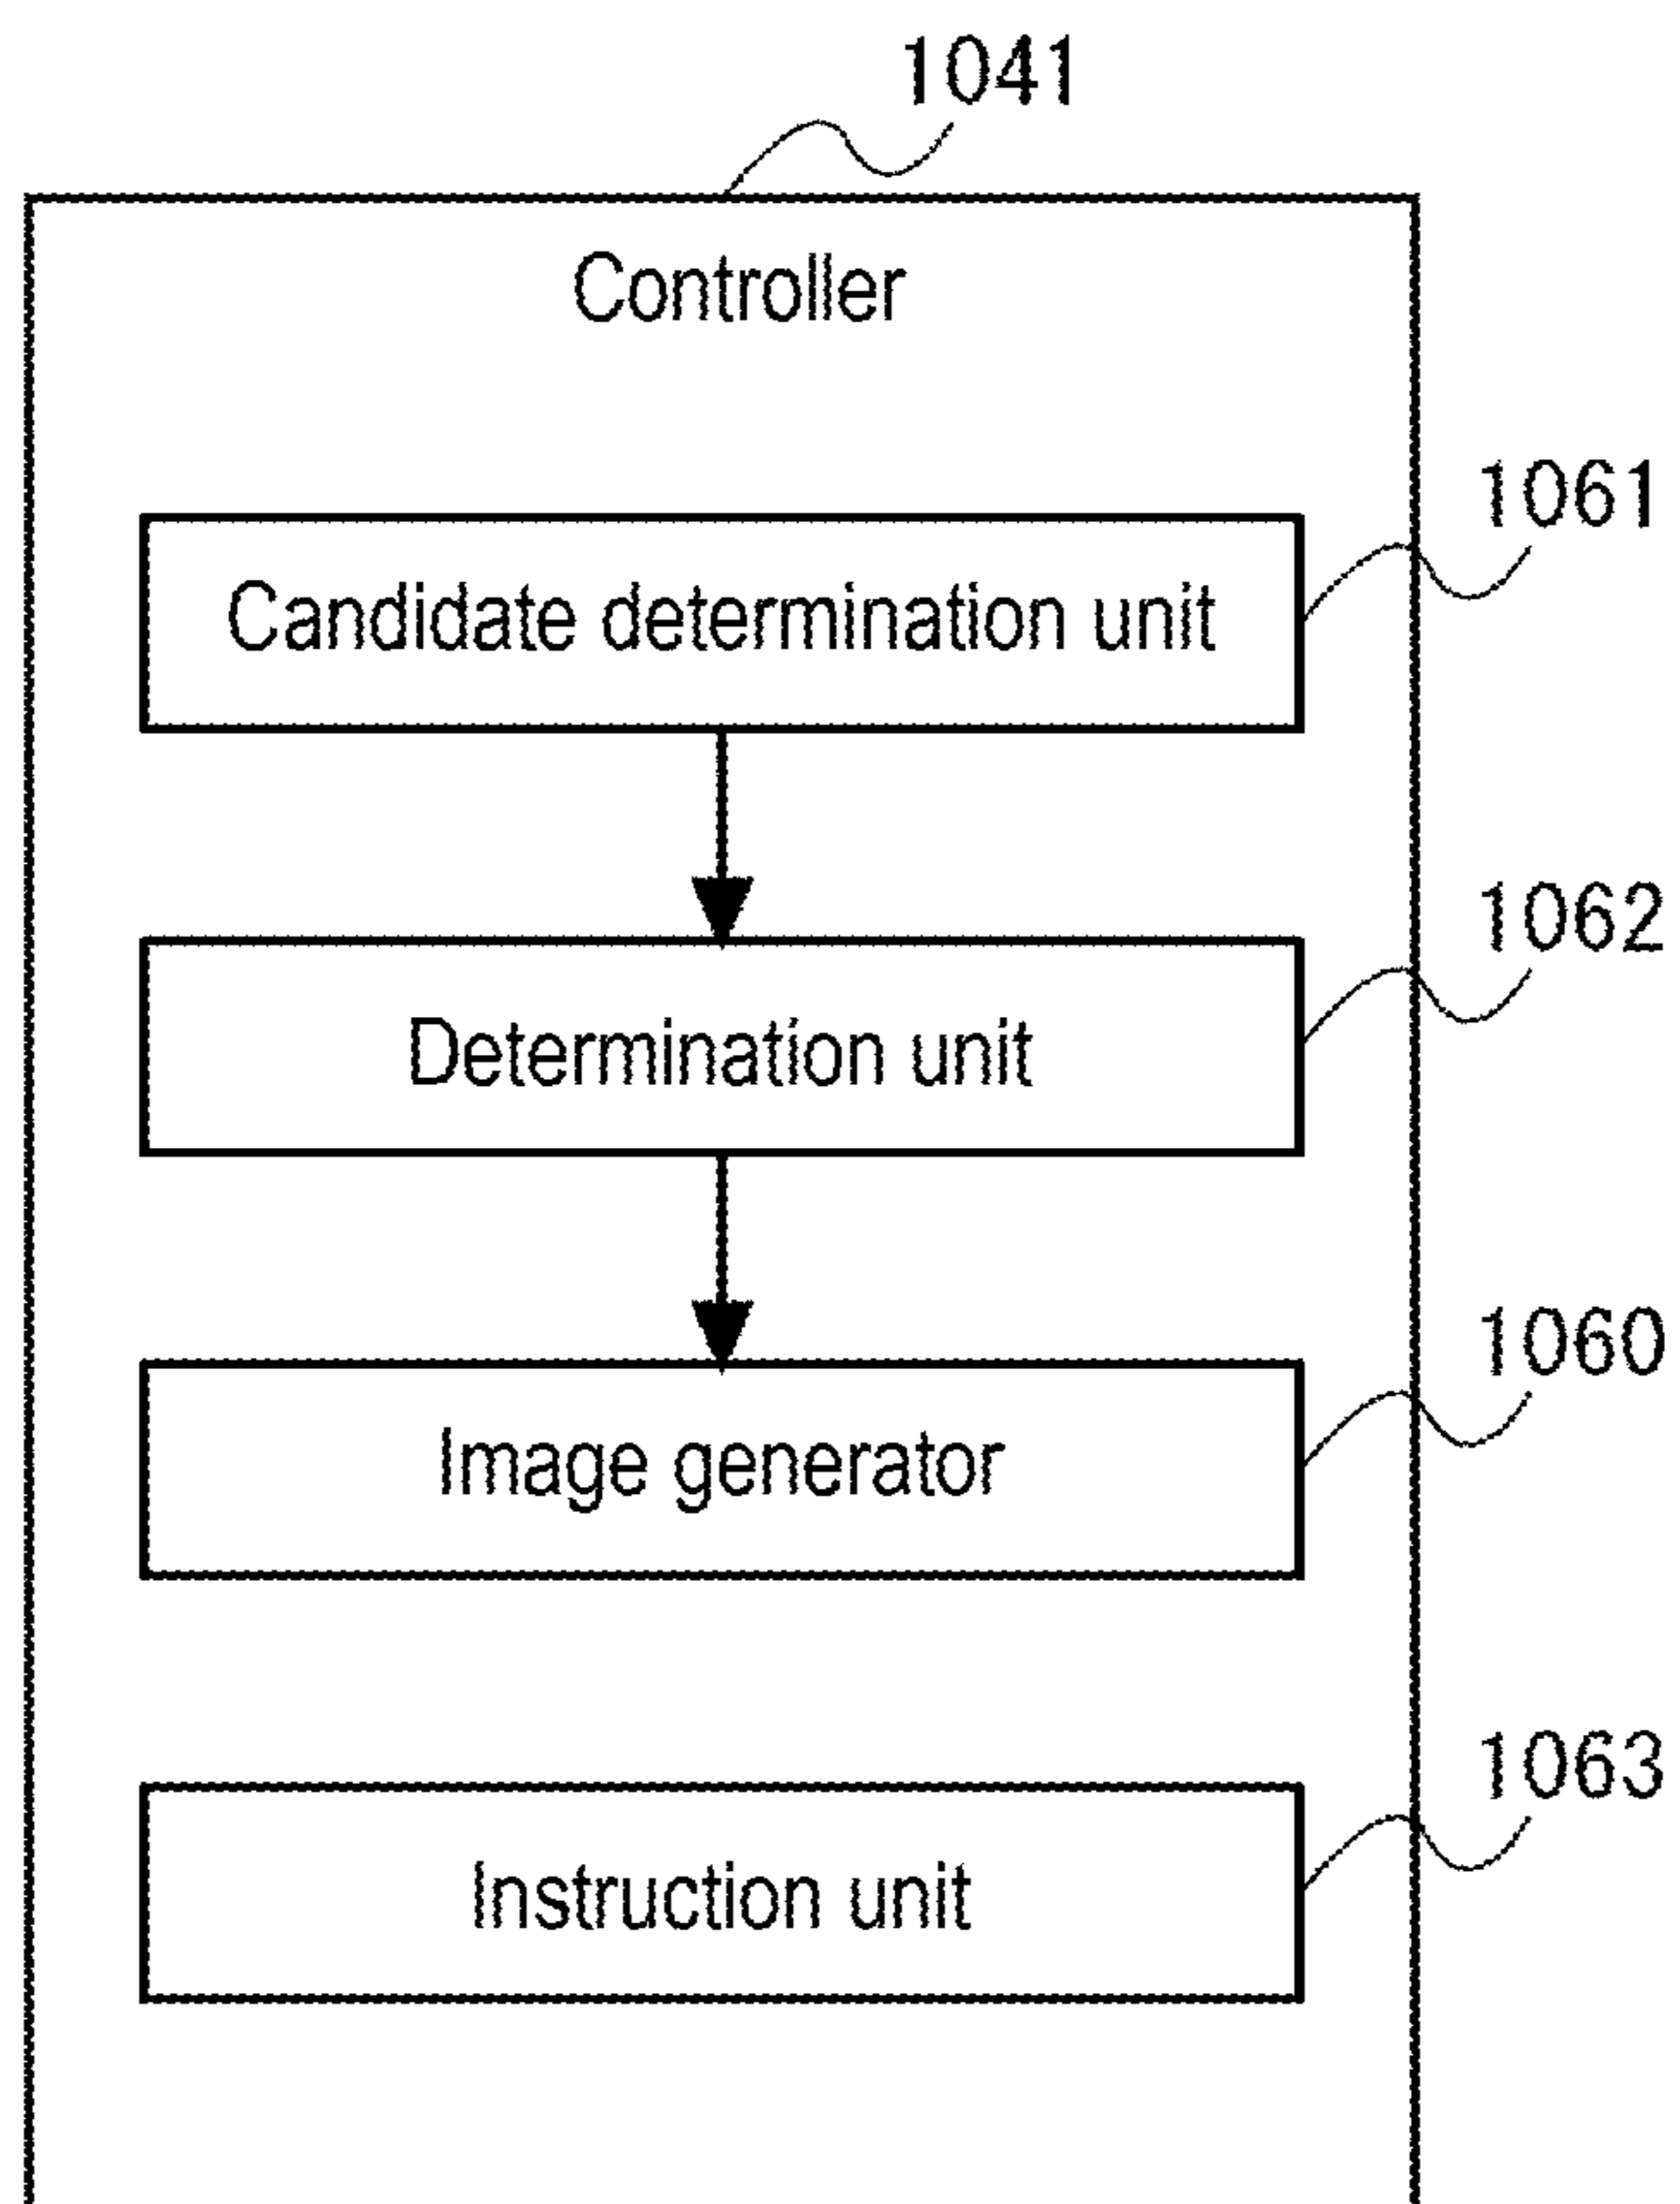 1041
Controller
1061
Candidate determination unit
1062
Determination unit
1060
Image generator
1063
Instruction unit